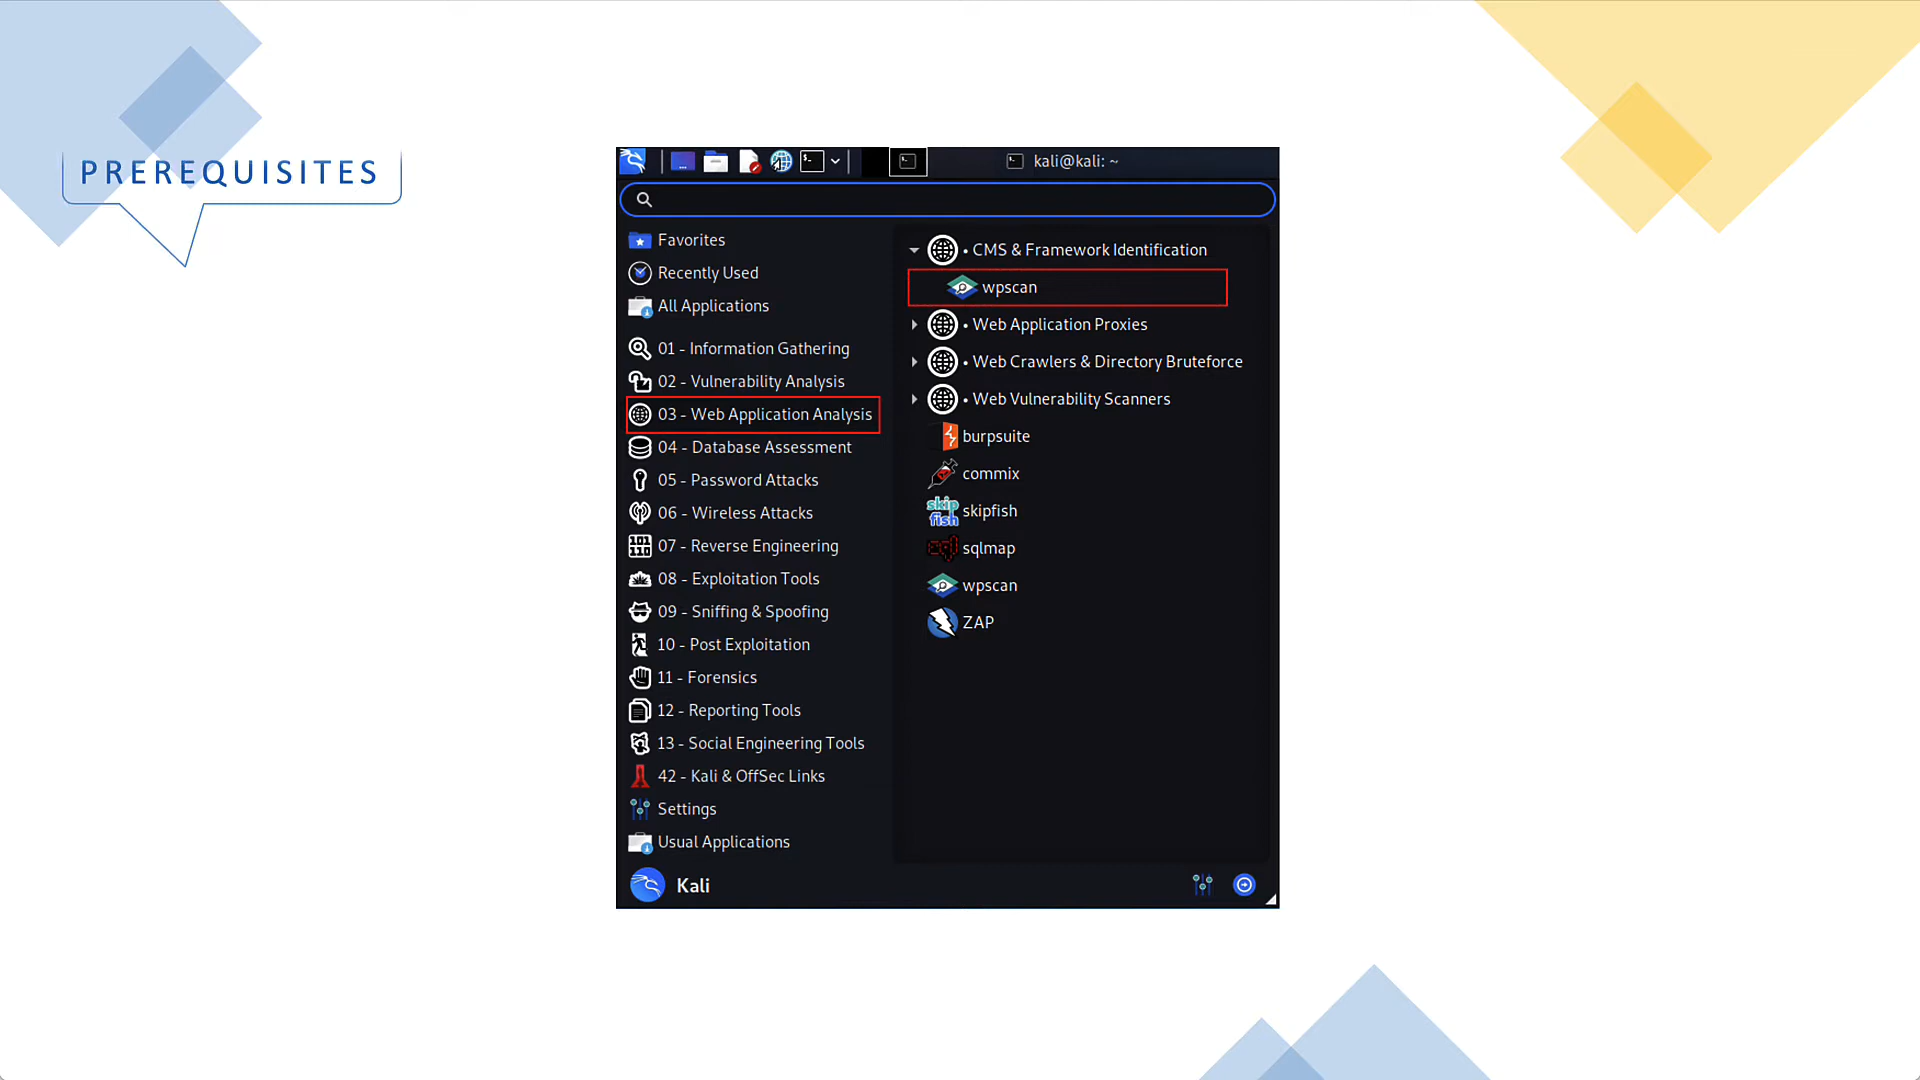 PREREQUISITES
kali@kali: ~
Favorites
Recently Used
All Applications
01 - Information Gathering
02 - Vulnerability Analysis
03 - Web Application Analysis
04 - Database Assessment
05 - Password Attacks
06 - Wireless Attacks
07 - Reverse Engineering
08 - Exploitation Tools
09 - Sniffing & Spoofing
10 - Post Exploitation
11 - Forensics
12 - Reporting Tools
13 - Social Engineering Tools
42 - Kali & OffSec Links
Settings
Usual Applications
• CMS & Framework Identification
wpscan
• Web Application Proxies
• Web Crawlers & Directory Bruteforce
• Web Vulnerability Scanners
burpsuite
commix
skip fish skipfish
sql sqlmap
wpscan
ZAP
Kali